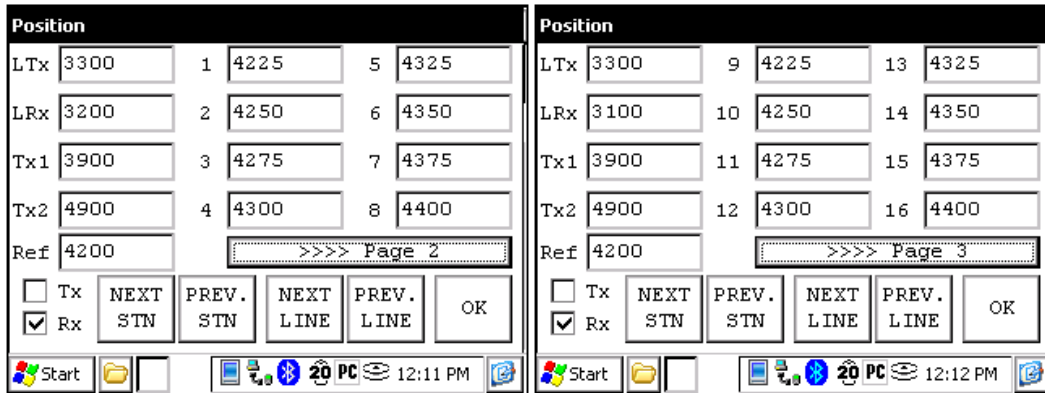 Position
LTx 3300 1 4225 5 4325
LRx 3200 2 4250 6 4350
Tx1 3900 3 4275 7 4375
Tx2 4900 4 4300 8 4400
Ref 4200 >>>> Page 2
Tx NEXT STN PREV. STN NEXT LINE PREV. LINE OK
Rx
Start 20 PC 12:11 PM
Position
LTx 3300 9 4225 13 4325
LRx 3100 10 4250 14 4350
Tx1 3900 11 4275 15 4375
Tx2 4900 12 4300 16 4400
Ref 4200 >>>> Page 3
Tx NEXT STN PREV. STN NEXT LINE PREV. LINE OK
Rx
Start 20 PC 12:12 PM